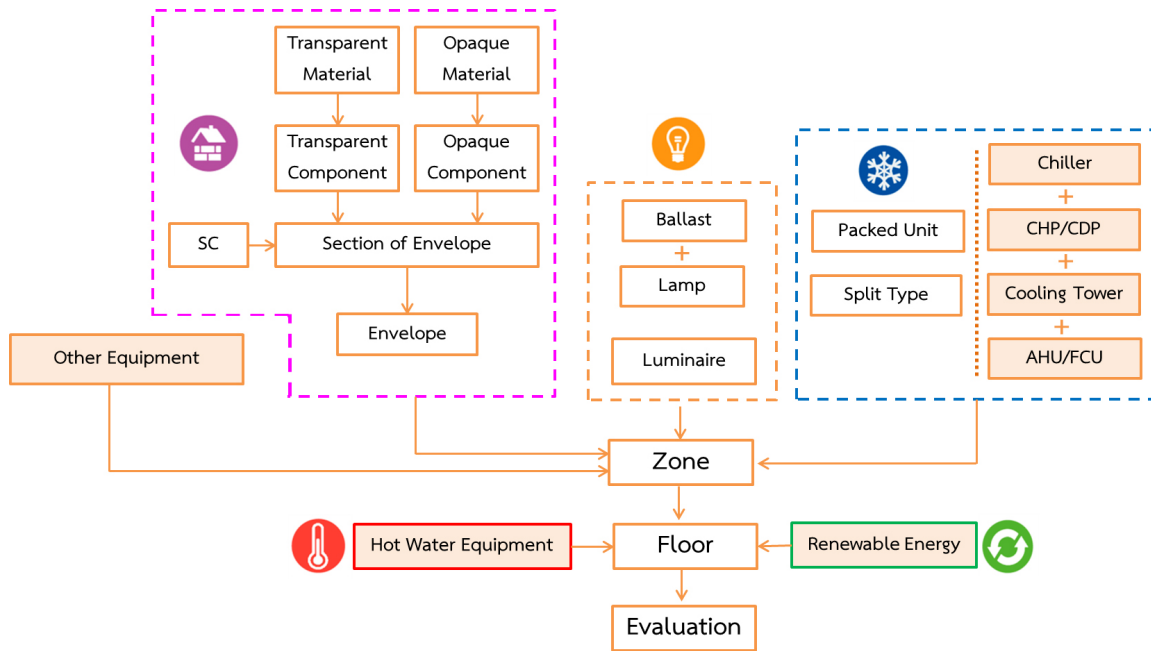 Transparent
Material
Opaque
Material
Transparent
Component
Opaque
Component
SC
Section of Envelope
Envelope
Other Equipment
Ballast
+
Lamp
Luminaire
Packed Unit
Split Type
Chiller
+
CHP/CDP
+
Cooling Tower
+
AHU/FCU
Zone
Hot Water Equipment
Floor
Renewable Energy
Evaluation